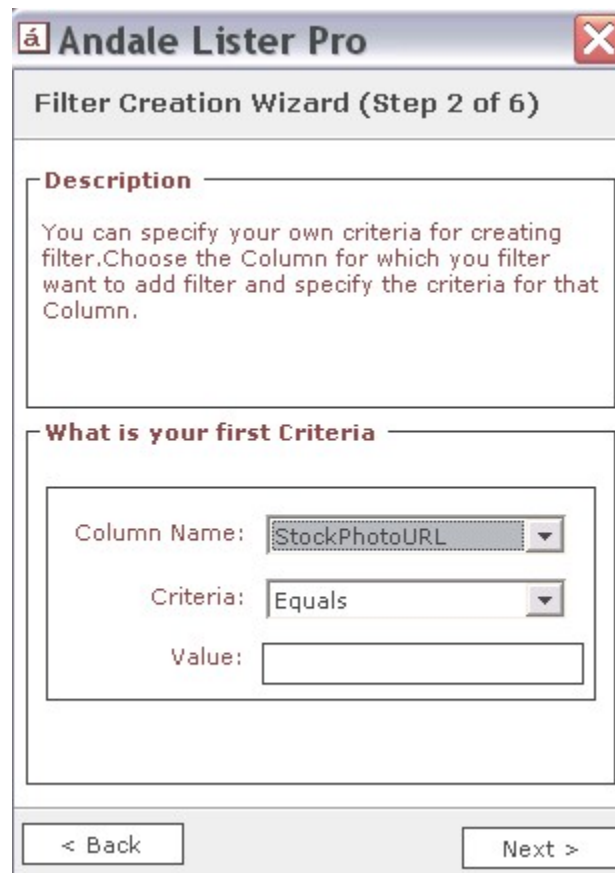 á Andale Lister Pro
Filter Creation Wizard (Step 2 of 6)
Description
You can specify your own criteria for creating
filter.Choose the Column for which you filter
want to add filter and specify the criteria for that
Column.
What is your first Criteria
Column Name: StockPhotoURL
Criteria: Equals
Value:
< Back Next >